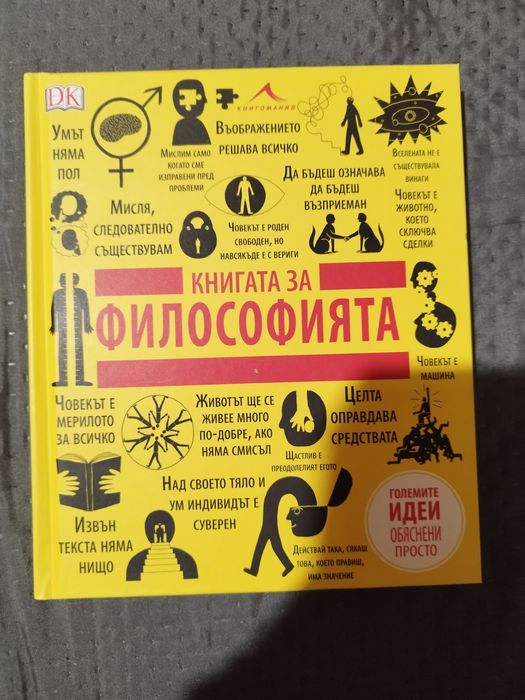 DK
КНИГОМАНИЯ
УМЪТ
НЯМА
ПОЛ
МИСЛИМ САМО
КОГАТО СМЕ
ИЗПРАВЕНИ ПРЕД
ПРОБЛЕМИ
ВЪОБРАЖЕНИЕТО
РЕШАВА ВСИЧКО
ВСЕЛЕНАТА НЕ Е
СЪЩЕСТВУВАЛА
ВИНАГИ
МИСЛЯ,
СЛЕДОВАТЕЛНО
СЪЩЕСТВУВАМ
ЧОВЕКЪТ Е РОДЕН
СВОБОДЕН, НО
НАВСЯКЪДЕ Е С ВЕРИГИ
ДА БЪДЕШ ОЗНАЧАВА
ДА БЪДЕШ
ВЪЗПРИЕМАН
ЧОВЕКЪТ Е
ЖИВОТНО,
КОЕТО
СКЛЮЧВА
СДЕЛКИ
КНИГАТА ЗА
ФИЛОСОФИЯТА
ЧОВЕКЪТ Е
МАШИНА
ЧОВЕКЪТ Е
МЕРИЛОТО
ЗА ВСИЧКО
ЖИВОТЪТ ЩЕ СЕ
ЖИВЕЕ МНОГО
ПО-ДОБРЕ, АКО
НЯМА СМИСЪЛ
ЩАСТЛИВ Е
ПРЕОДОЛЕЛИЯТ ЕГОТО
ЦЕЛТА
ОПРАВДАВА
СРЕДСТВАТА
ИЗВЪН
ТЕКСТА НЯМА
НИЩО
НАД СВОЕТО ТЯЛО И
УМ ИНДИВИДЪТ Е
СУВЕРЕН
ДЕЙСТВАЙ ТАКА, СЯКАШ
ТОВА, КОЕТО ПРАВИШ,
ИМА ЗНАЧЕНИЕ
ГОЛЕМИТЕ
ИДЕИ
ОБЯСНЕНИ
ПРОСТО